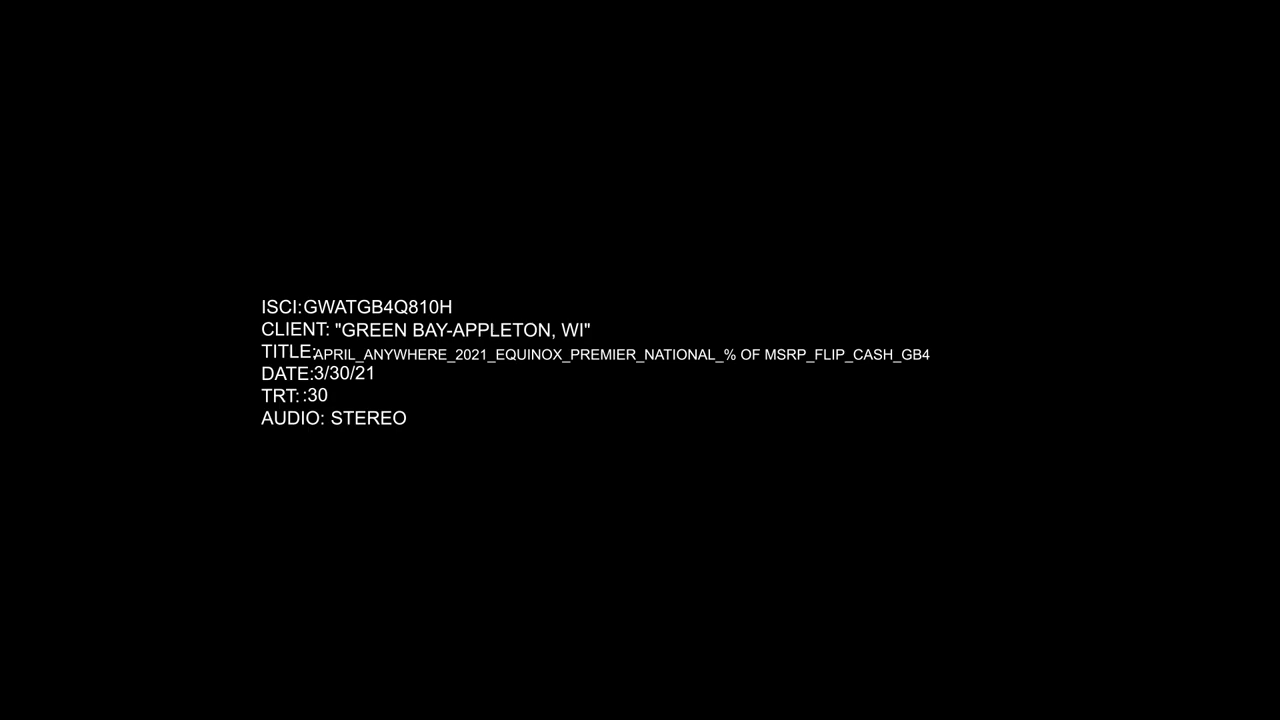 ISCI:GWATGB4Q810H
CLIENT: "GREEN BAY-APPLETON, WI"
TITLE:APRIL_ANYWHERE_2021_EQUINOX_PREMIER_NATIONAL_% OF MSRP_FLIP_CASH_GB4
DATE:3/30/21
TRT: :30
AUDIO: STEREO